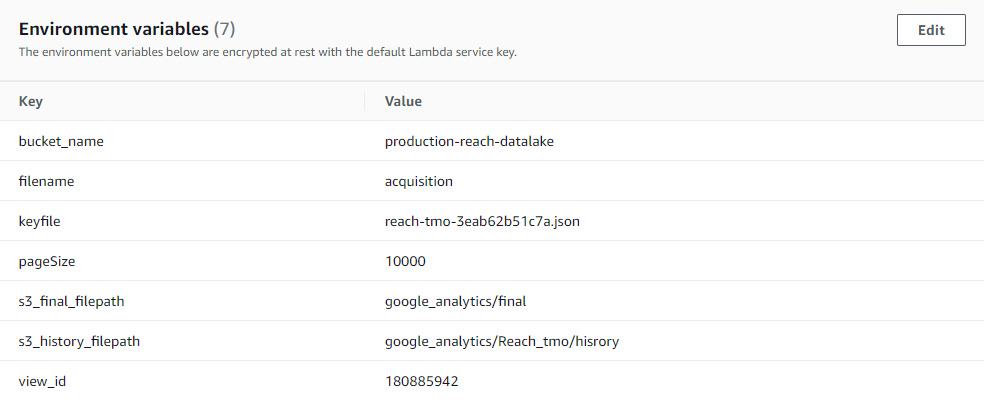 Environment variables (7)
Edit
The environment variables below are encrypted at rest with the default Lambda service key.
Key Value
bucket_name production-reach-datalake
filename acquisition
keyfile reach-tmo-3eab62b51c7a.json
pageSize 10000
s3_final_filepath google_analytics/final
s3_history_filepath google_analytics/Reach_tmo/hisrory
view_id 180885942